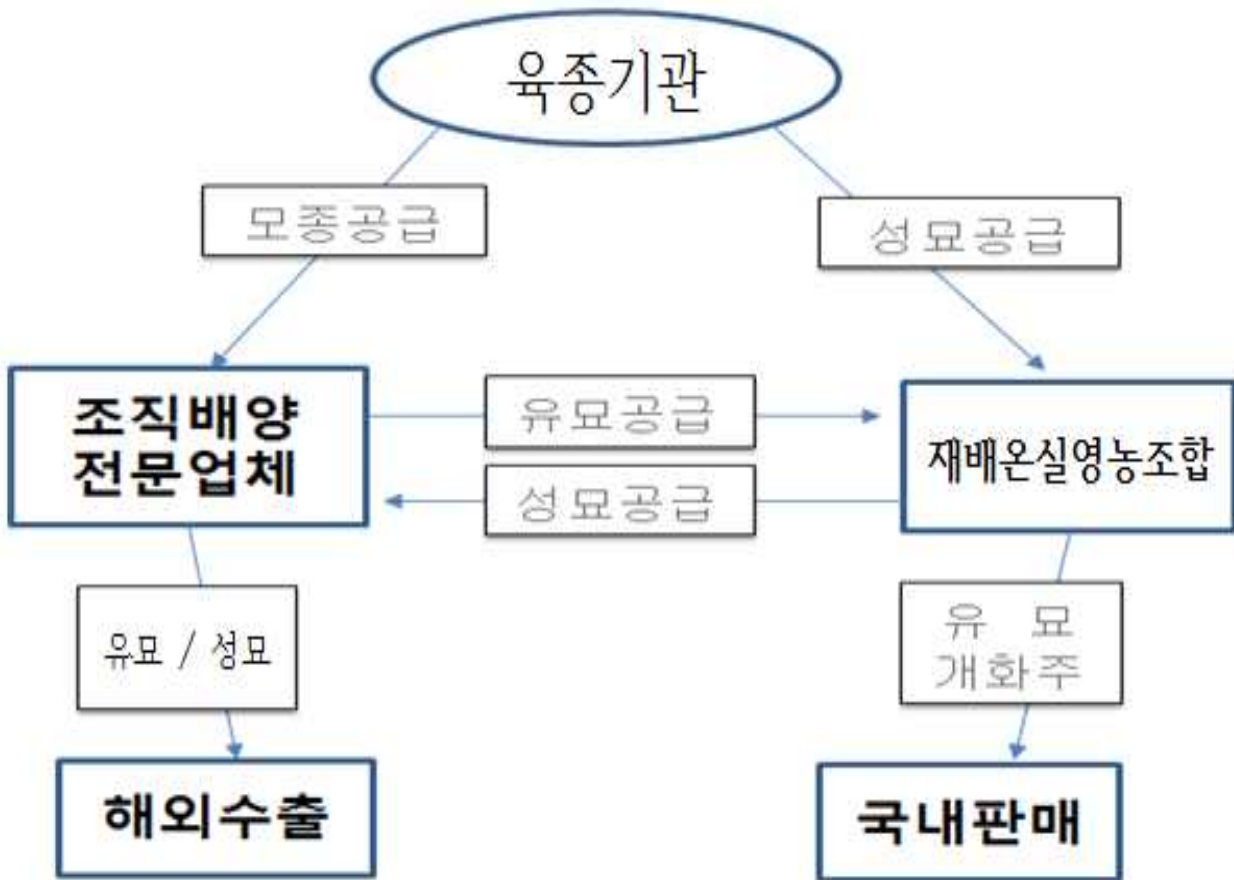 육종기관
모종공급
성묘공급
조직배양
전문업체
유묘공급
성묘공급
재배온실영농조합
유묘 / 성묘
유 묘
개화주
해외수출
국내판매